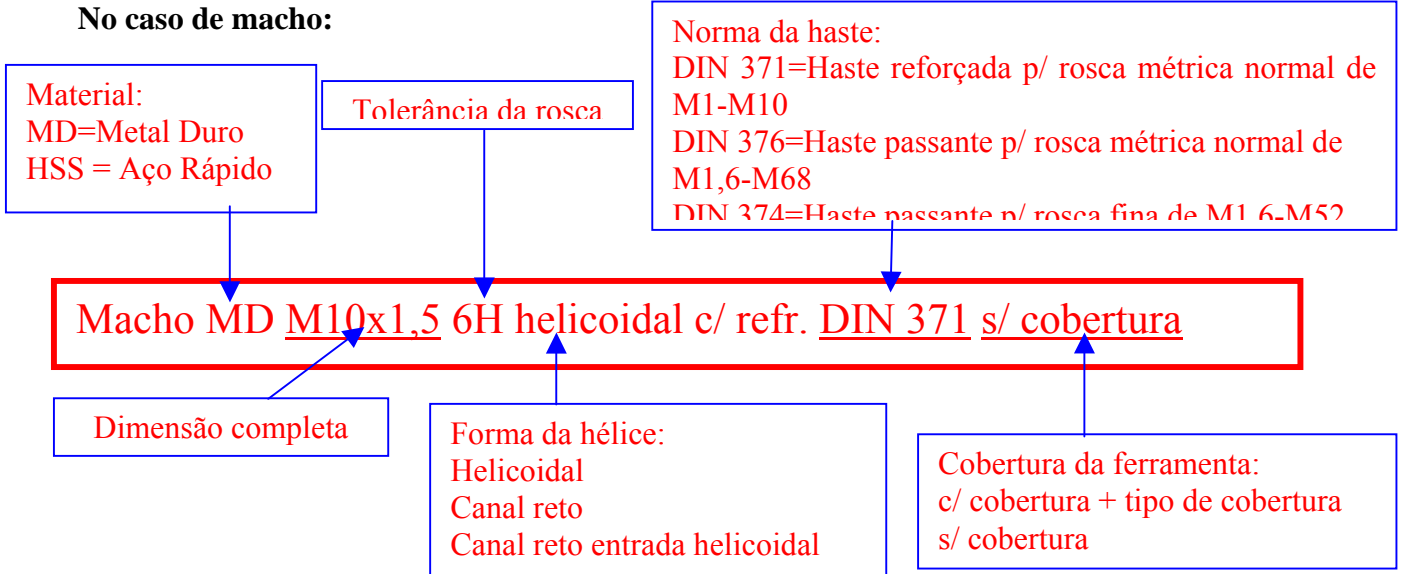 No caso de macho:
Norma da haste:
DIN 371=Haste reforçada p/ rosca métrica normal de
M1-M10
DIN 376=Haste passante p/ rosca métrica normal de
M1,6-M68
DIN 374=Haste passante p/ rosca fina de M1,6-M52
Material:
MD=Metal Duro
HSS = Aço Rápido
Tolerância da rosca
Macho MD M10x1,5 6H helicoidal c/ refr. DIN 371 s/ cobertura
Dimensão completa
Forma da hélice:
Helicoidal
Canal reto
Canal reto entrada helicoidal
Cobertura da ferramenta:
c/ cobertura + tipo de cobertura
s/ cobertura